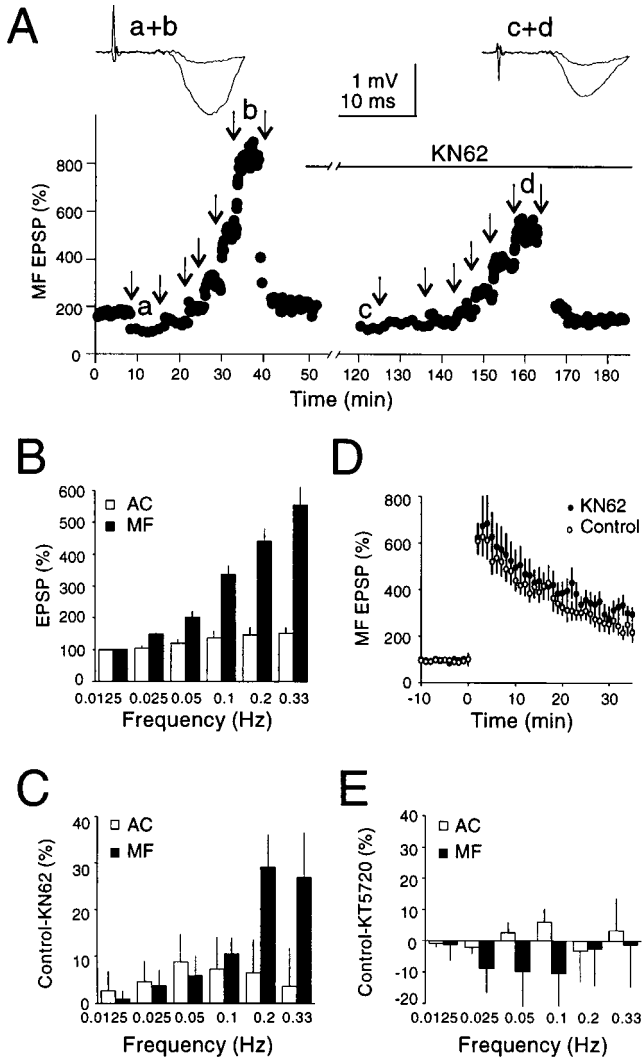 A
a+b
c+d
1 mV
10 ms
KN62
b
d
a
c
MF EPSP (%)
800
600
400
200
0
0 10 20 30 40 50 120 130 140 150 160 170 180
Time (min)
B
AC
MF
EPSP (%)
600
500
400
300
200
100
0
0.0125 0.025 0.05 0.1 0.2 0.33
Frequency (Hz)
D
KN62
Control
MF EPSP (%)
800
600
400
200
0
-10 0 10 20 30
Time (min)
C
AC
MF
Control-KN62 (%)
40
30
20
10
0
0.0125 0.025 0.05 0.1 0.2 0.33
Frequency (Hz)
E
AC
MF
Control-KT5720 (%)
40
30
20
10
0
-10
-20
0.0125 0.025 0.05 0.1 0.2 0.33
Frequency (Hz)